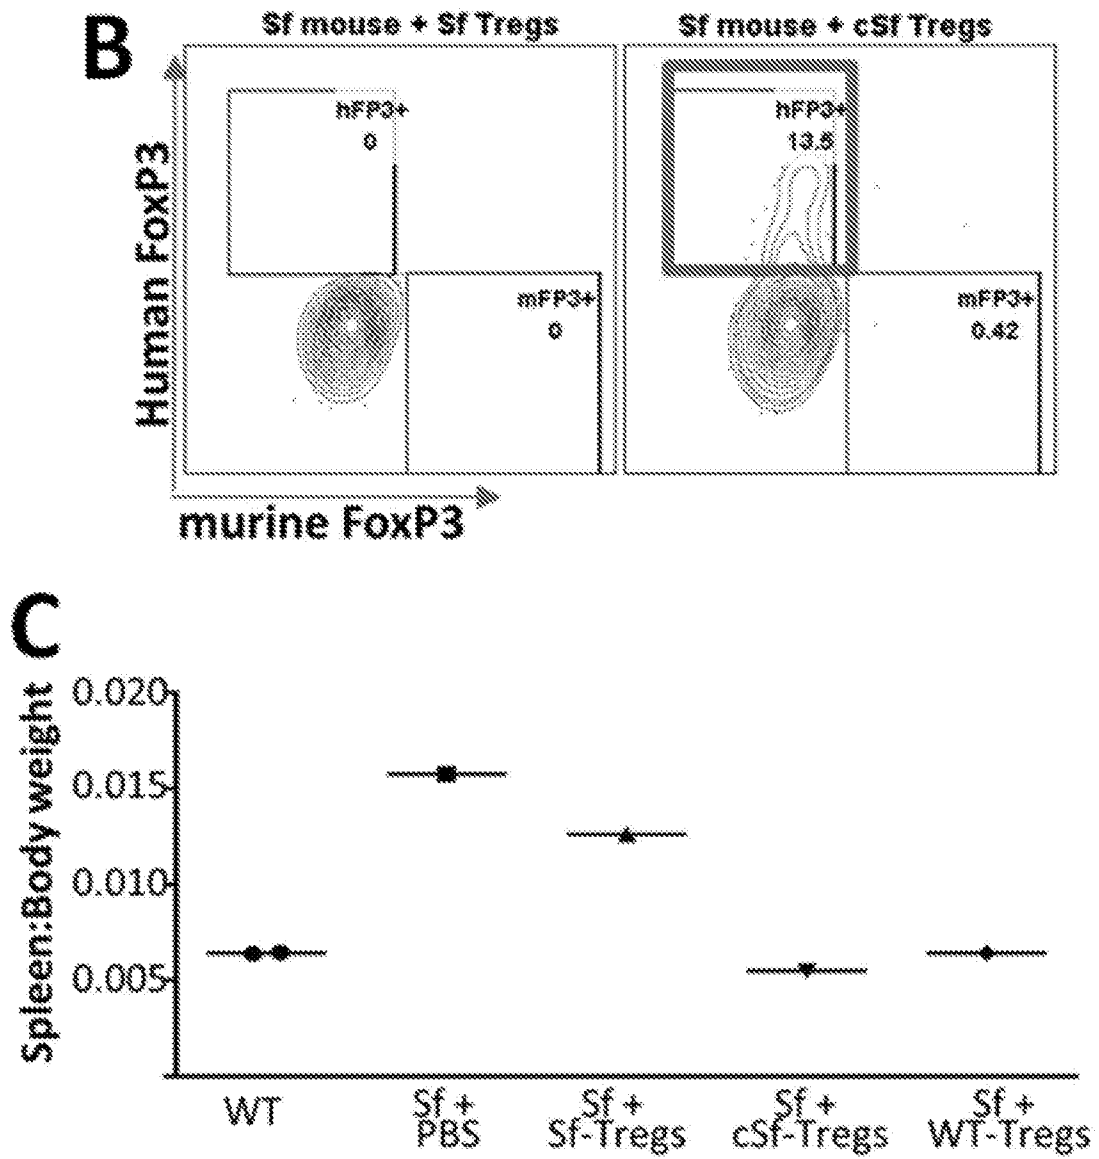 B
Sf mouse + Sf Tregs
Sf mouse + cSf Tregs
Human FoxP3
hFP3+
0
mFP3+
0
hFP3+
13.5
mFP3+
0.42
murine FoxP3
C
Spleen:Body weight
0.020
0.015
0.010
0.005
WT
Sf +
PBS
Sf +
Sf-Tregs
Sf +
cSf-Tregs
Sf +
WT-Tregs